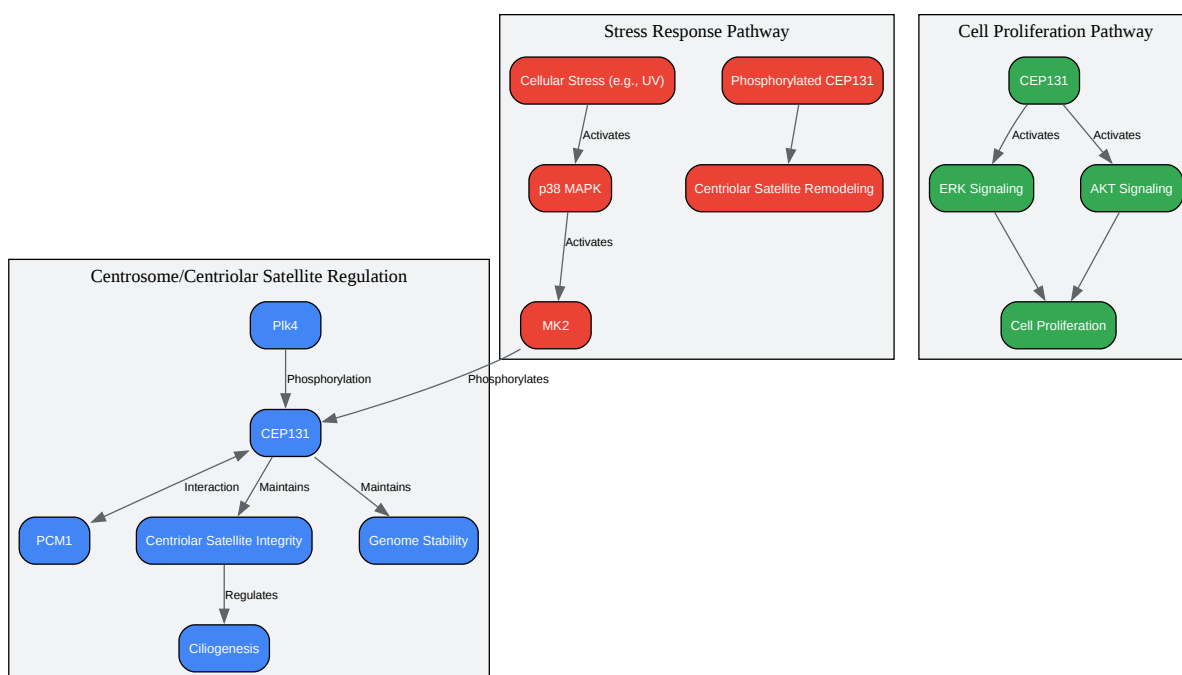 Stress Response Pathway
Cellular Stress (e.g., UV)
Phosphorylated CEP131
Activates
p38 MAPK
Centriolar Satellite Remodeling
Activates
MK2
Phosphorylates
Cell Proliferation Pathway
CEP131
Activates
Activates
ERK Signaling
AKT Signaling
Cell Proliferation
Centrosome/Centriolar Satellite Regulation
Plk4
Phosphorylation
CEP131
Interaction
Maintains
Maintains
PCM1
Centriolar Satellite Integrity
Genome Stability
Regulates
Ciliogenesis